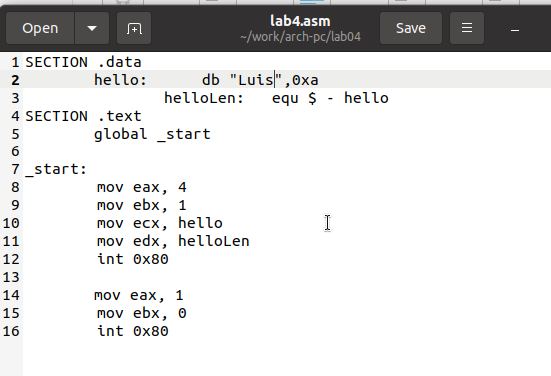 Open
lab4.asm
~/work/arch-pc/lab04
Save
1 SECTION .data
2 hello: db "Luis",0xa
3 helloLen: equ $ - hello
4 SECTION .text
5 global _start
6
7 _start:
8 mov eax, 4
9 mov ebx, 1
10 mov ecx, hello
11 mov edx, helloLen
12 int 0x80
13
14 mov eax, 1
15 mov ebx, 0
16 int 0x80